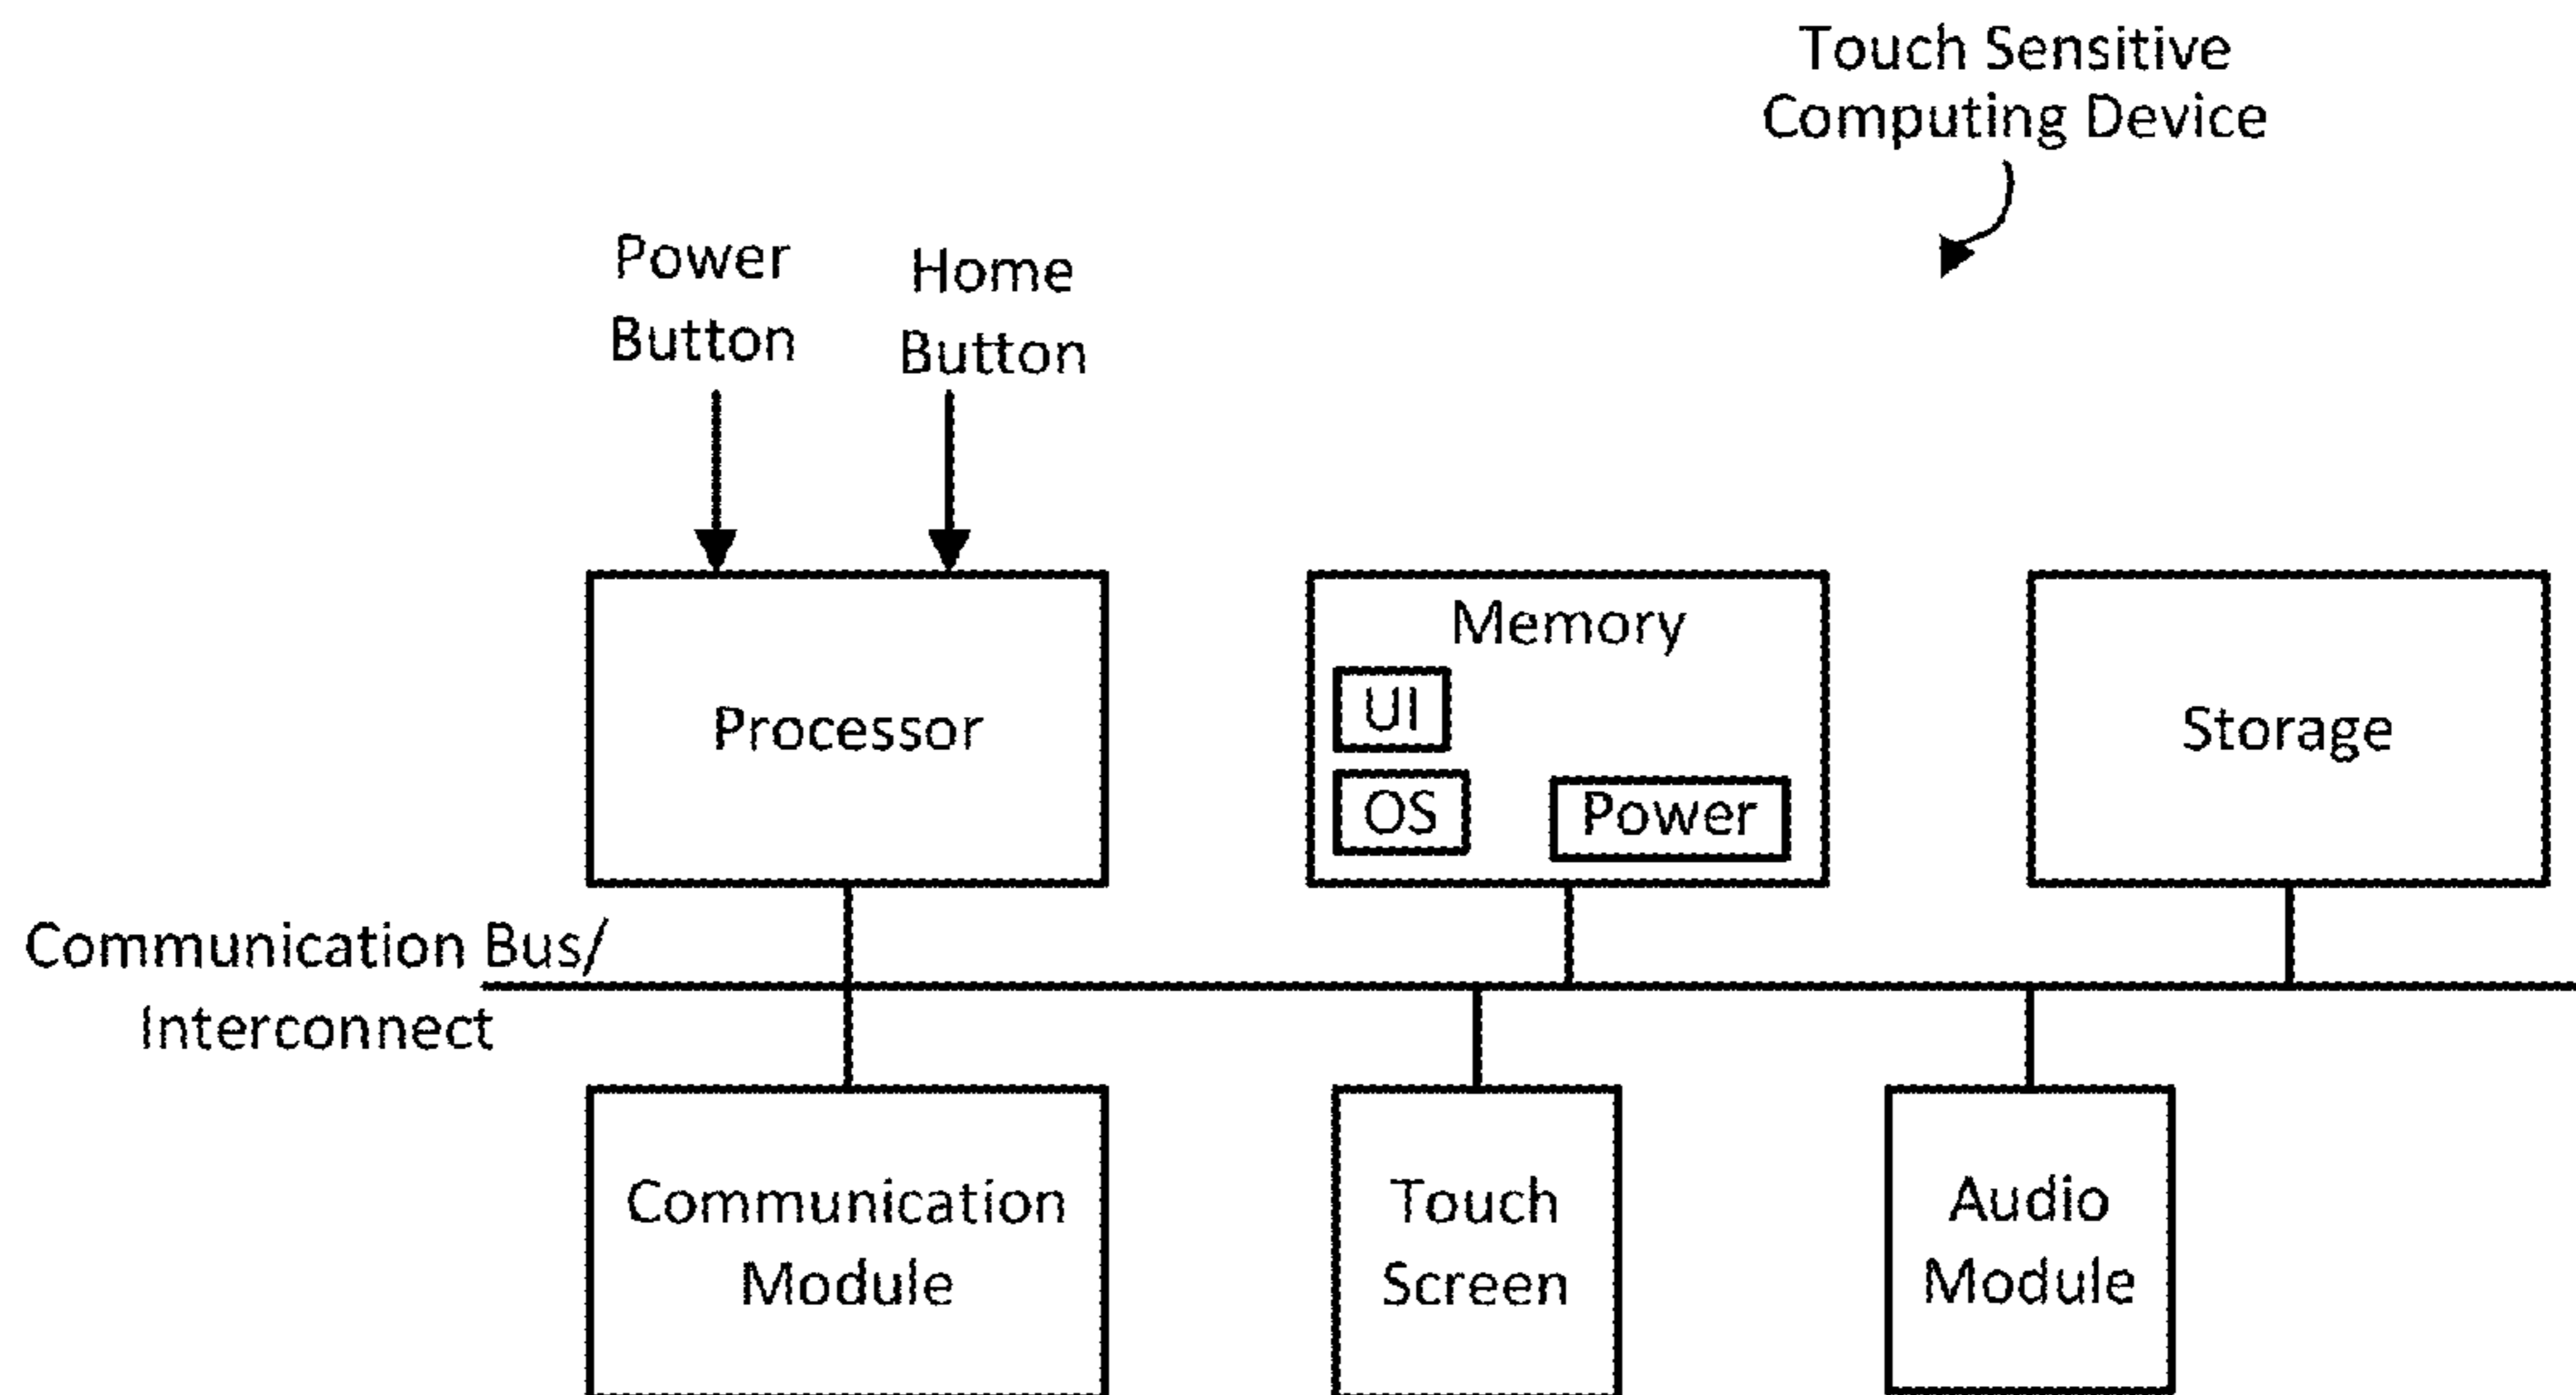 Touch Sensitive
Computing Device
Power
Button
Home
Button
Processor
Memory
UI
OS
Power
Storage
Communication Bus/
Interconnect
Communication
Module
Touch
Screen
Audio
Module